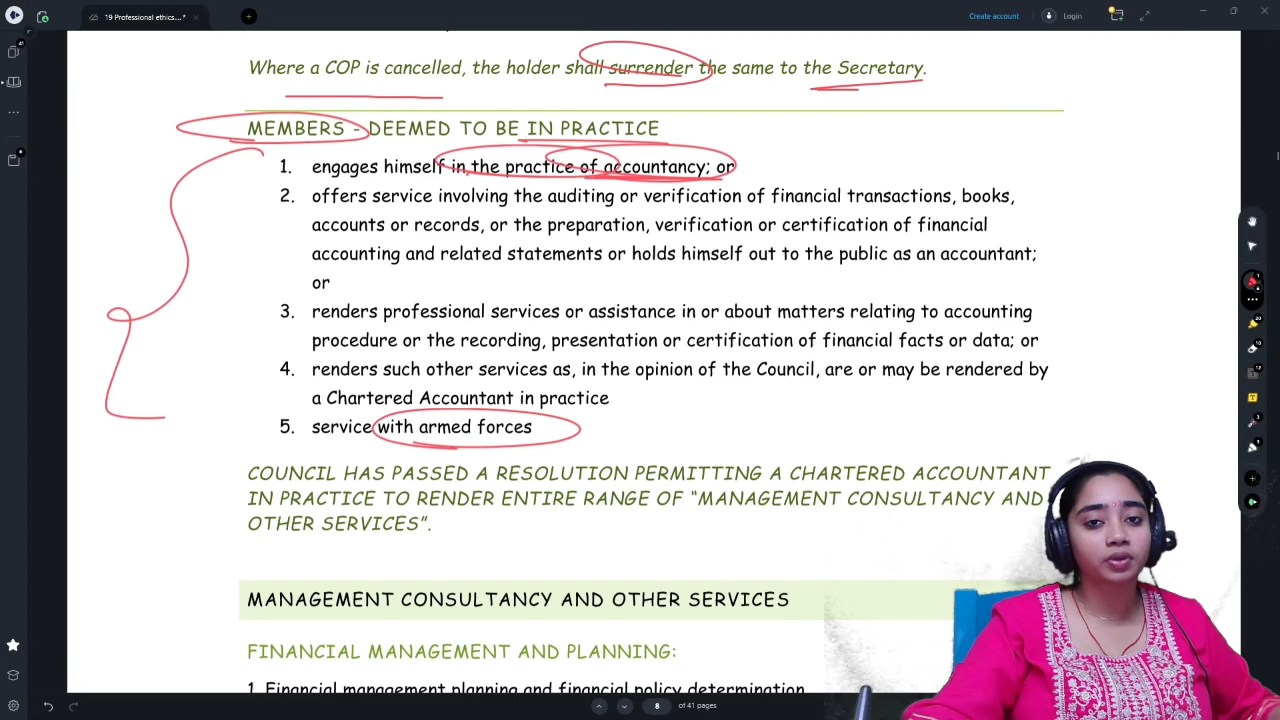 19 Professional ethics....*
Create account
Login
Where a COP is cancelled, the holder shall surrender the same to the Secretary.
MEMBERS - DEEMED TO BE IN PRACTICE
1. engages himself in the practice of accountancy; or
2. offers service involving the auditing or verification of financial transactions, books,
accounts or records, or the preparation, verification or certification of financial
accounting and related statements or holds himself out to the public as an accountant;
or
3. renders professional services or assistance in or about matters relating to accounting
procedure or the recording, presentation or certification of financial facts or data; or
4. renders such other services as, in the opinion of the Council, are or may be rendered by
a Chartered Accountant in practice
5. service with armed forces
COUNCIL HAS PASSED A RESOLUTION PERMITTING A CHARTERED ACCOUNTANT
IN PRACTICE TO RENDER ENTIRE RANGE OF “MANAGEMENT CONSULTANCY AND
OTHER SERVICES”.
MANAGEMENT CONSULTANCY AND OTHER SERVICES
FINANCIAL MANAGEMENT AND PLANNING:
1. Financial management planning and financial policy determination
8 of 41 pages